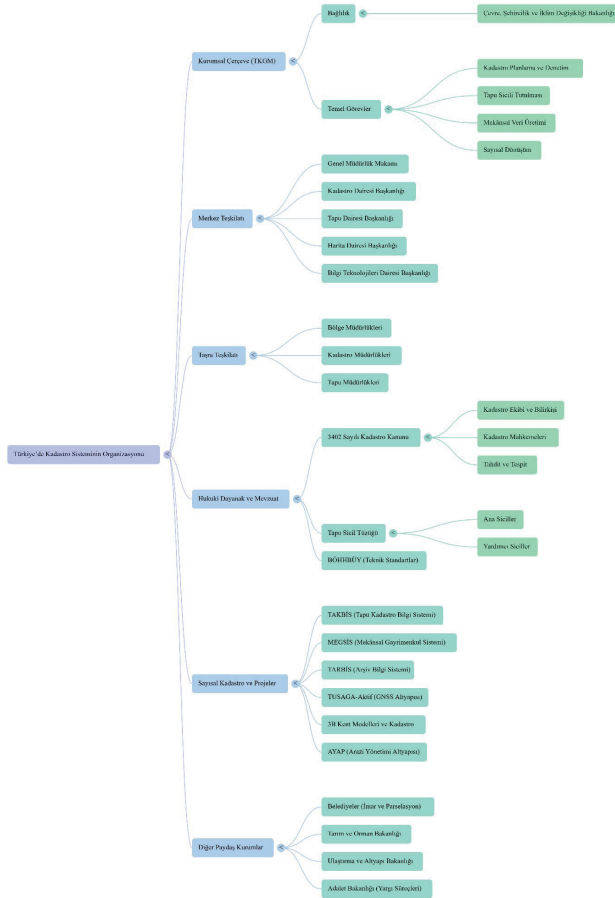 Türkiye'de Kadastro Sisteminin Organizasyonu
Kurumsal Çerçeve (TKGM)
Bağlılık
Çevre, Şehircilik ve İklim Değişikliği Bakanlığı
Temel Görevler
Kadastro Planlama ve Denetim
Tapu Sicili Tutulması
Mekânsal Veri Üretimi
Sayısal Dönüşüm
Merkez Teşkilatı
Genel Müdürlük Makamı
Kadastro Dairesi Başkanlığı
Tapu Dairesi Başkanlığı
Harita Dairesi Başkanlığı
Bilgi Teknolojileri Dairesi Başkanlığı
Taşra Teşkilatı
Bölge Müdürlükleri
Kadastro Müdürlükleri
Tapu Müdürlükleri
Hukuki Dayanak ve Mevzuat
3402 Sayılı Kadastro Kanunu
Kadastro Ekibi ve Bilirkişi
Kadastro Mahkemeleri
Tahdit ve Tespit
Tapu Sicil Tüzüğü
Ana Siciller
Yardımcı Siciller
BÖHHBÜY (Teknik Standartlar)
Sayısal Kadastro ve Projeler
TAKBİS (Tapu Kadastro Bilgi Sistemi)
MEGSİS (Mekânsal Gayrimenkul Sistemi)
TARBİS (Arşiv Bilgi Sistemi)
TUSAGA-Aktif (GNSS Altyapısı)
3B Kent Modelleri ve Kadastro
AYAP (Arazi Yönetimi Altyapısı)
Diğer Paydaş Kurumlar
Belediyeler (İmar ve Parselasyon)
Tarım ve Orman Bakanlığı
Ulaştırma ve Altyapı Bakanlığı
Adalet Bakanlığı (Yargı Süreçleri)